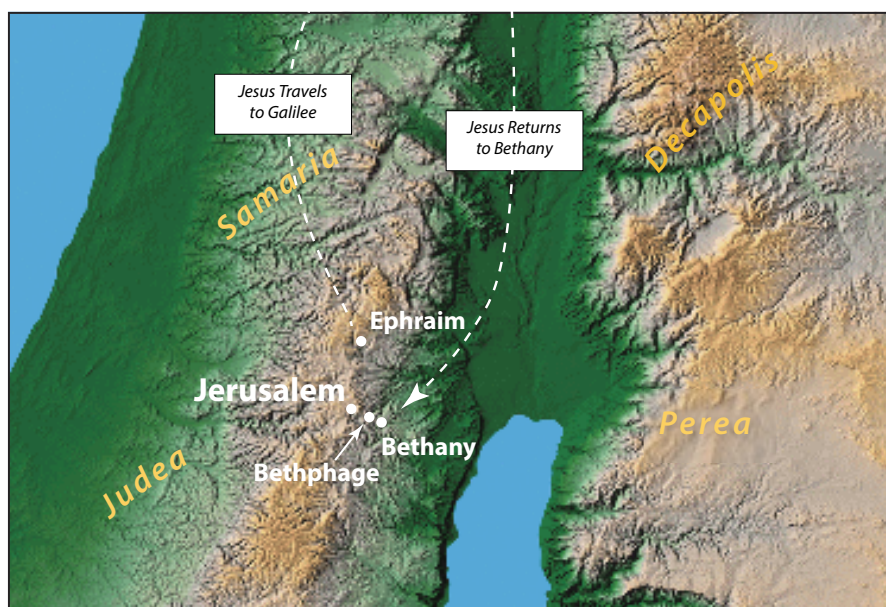 Jesus Travels
to Galilee
Jesus Returns
to Bethany
Decapolis
Samaria
Ephraim
Jerusalem
Bethany
Bethphage
Perea
Judea